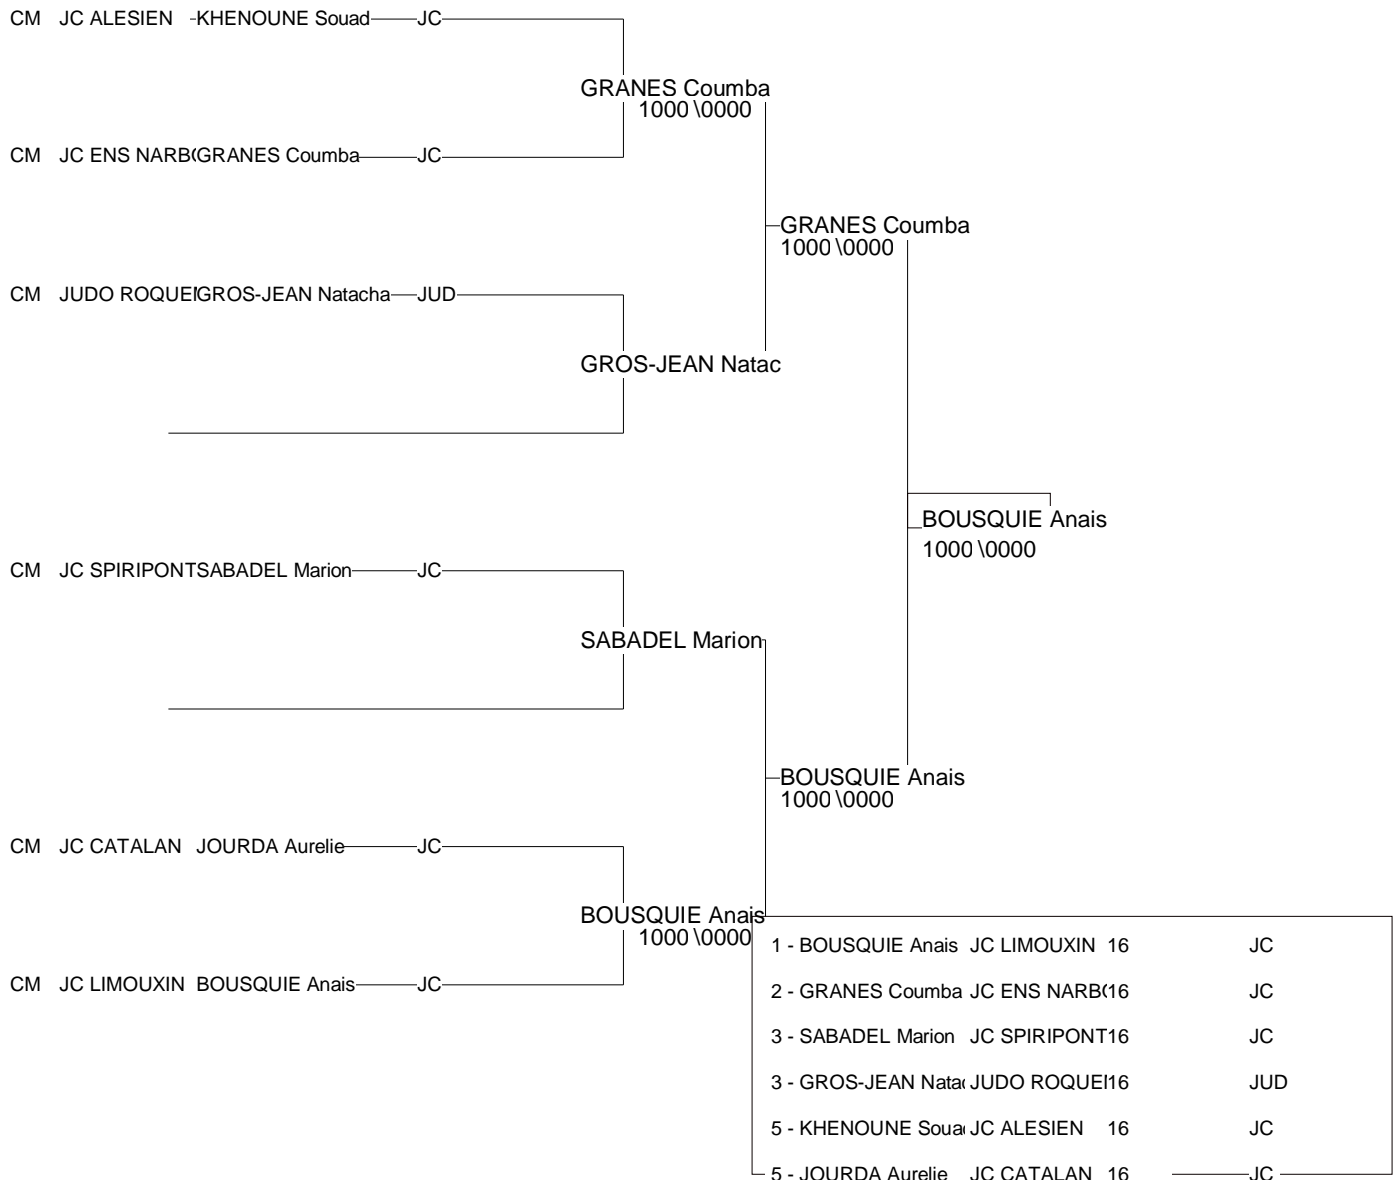 CM JC ALESIEN KHENOUNE Souad JC
GRANES Coumba
1000 \0000
CM JC ENS NARB( GRANES Coumba JC
GRANES Coumba
1000 \0000
CM JUDO ROQUE GROS-JEAN Natacha JUD
GROS-JEAN Natac
BOUSQUIE Anais
1000 \0000
CM JC SPIRIPONT SABADEL Marion JC
SABADEL Marion
BOUSQUIE Anais
1000 \0000
CM JC CATALAN JOURDA Aurelie JC
BOUSQUIE Anais
1000 \0000
CM JC LIMOUXIN BOUSQUIE Anais JC
1 - BOUSQUIE Anais JC LIMOUXIN 16 JC
2 - GRANES Coumba JC ENS NARB( 16 JC
3 - SABADEL Marion JC SPIRIPONT 16 JC
3 - GROS-JEAN Nata JUDO ROQUE 16 JUD
5 - KHENOUNE Soua JC ALESIEN 16 JC
5 - JOURDA Aurelie JC CATALAN 16 JC